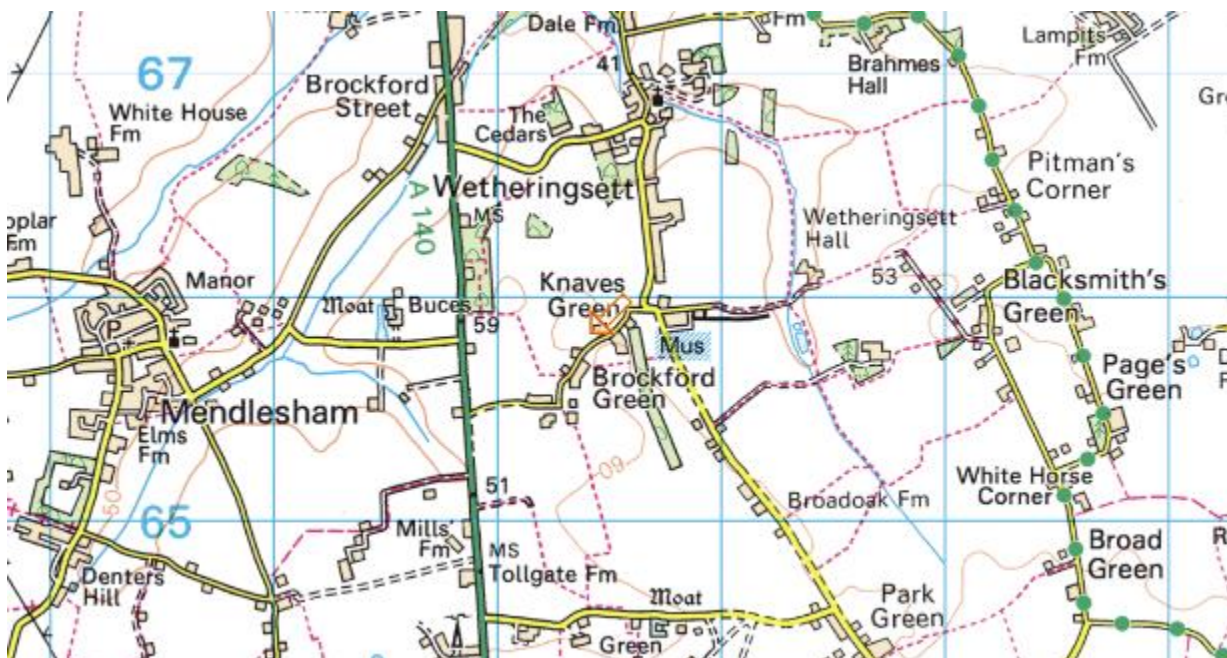 Dale Fm
Fm
Lampits
Fm
67
41
Brahmes
Hall
Brockford
Street
White House
Fm
The
Cedars
Gr
Pitman's
Corner
A 140
Wetheringsett
MS
Wetheringsett
Hall
oplar
Fm
Manor
Moat
Buces
Knaves
Green
53
Blacksmith's
Green
59
P
Mus
Brockford
Green
Page's
Green
Mendlesham
Elms
Fm
60
White Horse
Corner
50
51
Broadoak Fm
65
Mills'
Fm
MS
Tollgate Fm
Broad
Green
R
Denters
Hill
Moat
Park
Green
Green